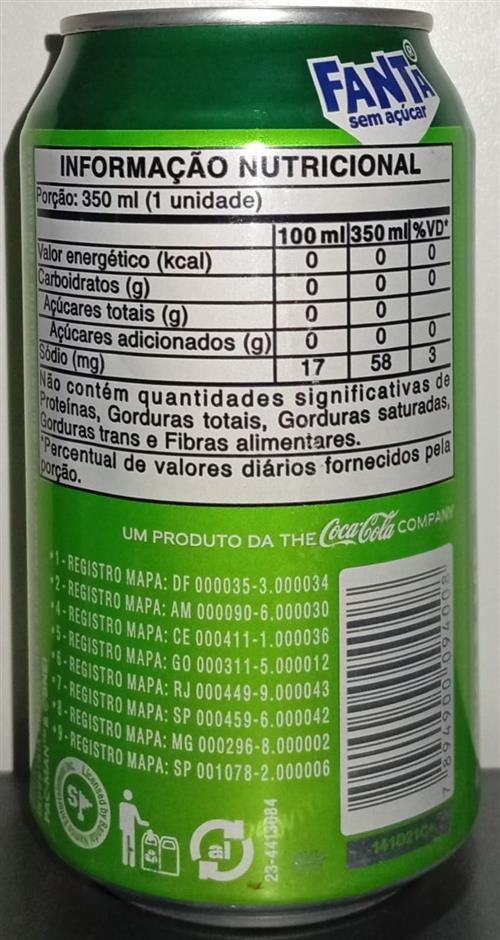 FANTA®
sem açúcar
INFORMAÇÃO NUTRICIONAL
Porção: 350 ml (1 unidade)
100 ml 350 ml %VD*
Valor energético (kcal) 0 0 0
Carboidratos (g) 0 0 0
Açúcares totais (g) 0 0
Açúcares adicionados (g) 0 0 0
Sódio (mg) 17 58 3
Não contém quantidades significativas de
Proteínas, Gorduras totais, Gorduras saturadas,
Gorduras trans e Fibras alimentares.
*Percentual de valores diários fornecidos pela
porção.
UM PRODUTO DA THE Coca-Cola COMPANY
*1 - REGISTRO MAPA: DF 000035-3.000034
*2 - REGISTRO MAPA: AM 000090-6.000030
*4 - REGISTRO MAPA: CE 000411-1.000036
*5 - REGISTRO MAPA: GO 000311-5.000012
*6 - REGISTRO MAPA: RJ 000449-9.000043
*7 - REGISTRO MAPA: SP 000459-6.000042
*8 - REGISTRO MAPA: MG 000296-8.000002
*9 - REGISTRO MAPA: SP 001078-2.000006
7 894900 094008
PAC-MAN
Licensed by
al
23-4413984